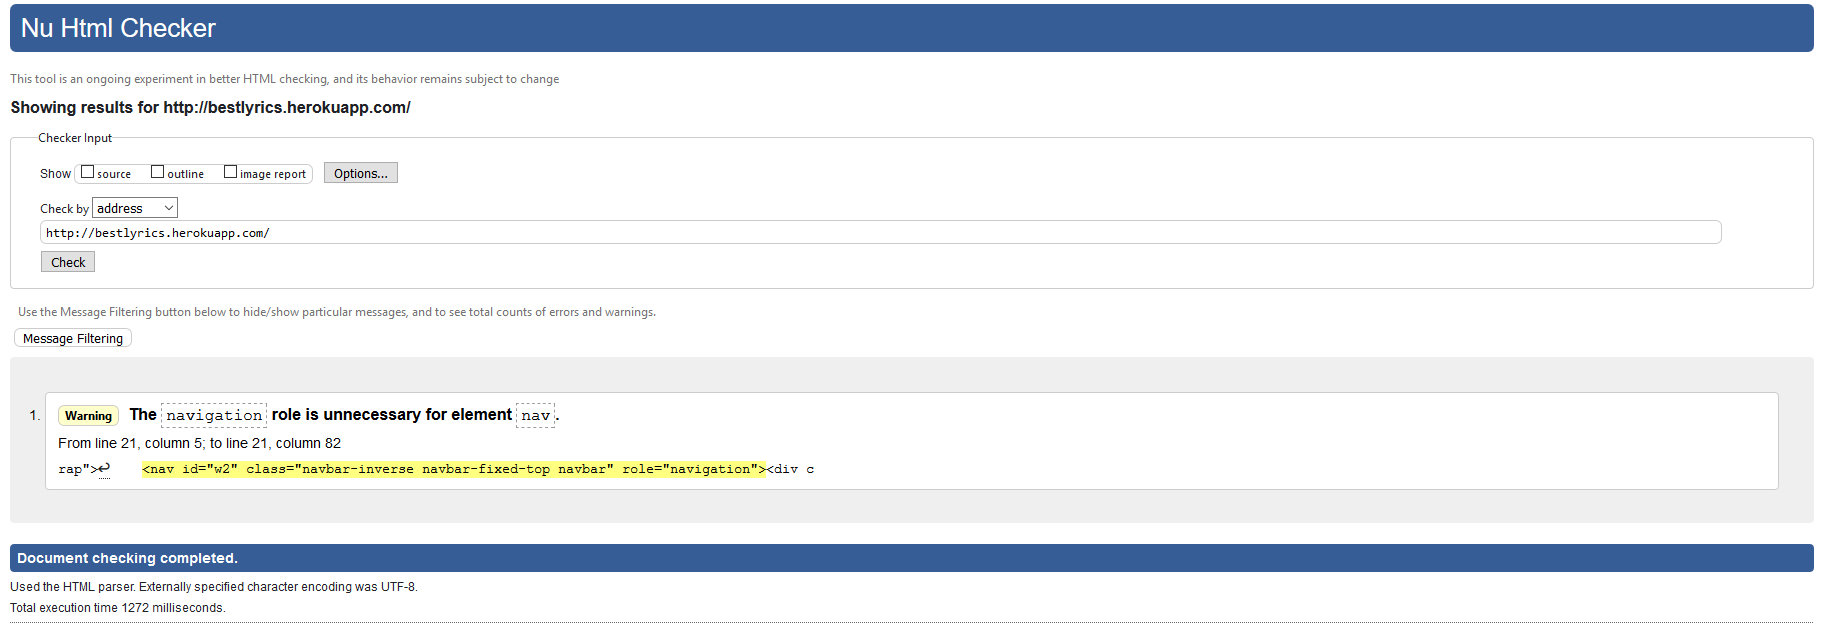 Nu Html Checker
This tool is an ongoing experiment in better HTML checking, and its behavior remains subject to change
Showing results for http://bestlyrics.herokuapp.com/
Checker Input
Show source outline image report Options...
Check by address
http://bestlyrics.herokuapp.com/
Check
Use the Message Filtering button below to hide/show particular messages, and to see total counts of errors and warnings.
Message Filtering
1. Warning The navigation role is unnecessary for element nav.
From line 21, column 5; to line 21, column 82
rap">↩ <nav id="w2" class="navbar-inverse navbar-fixed-top navbar" role="navigation"><div c
Document checking completed.
Used the HTML parser. Externally specified character encoding was UTF-8.
Total execution time 1272 milliseconds.